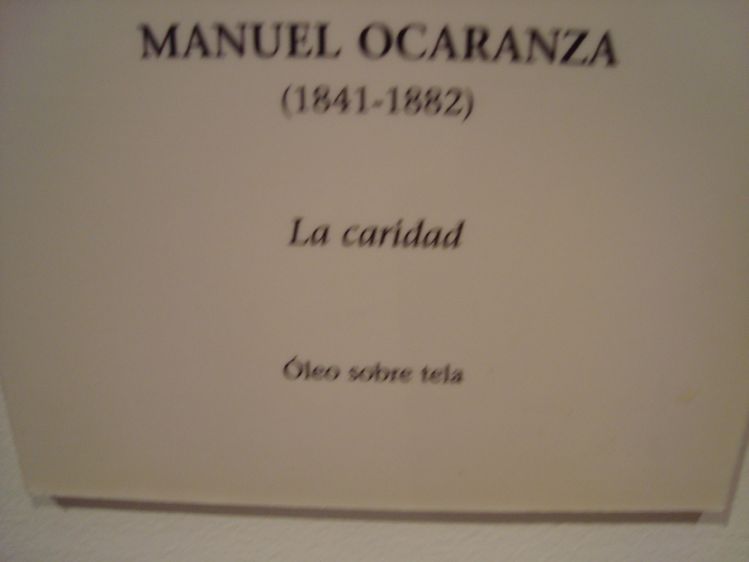 MANUEL OCARANZA
(1841-1882)
La caridad
Óleo sobre tela